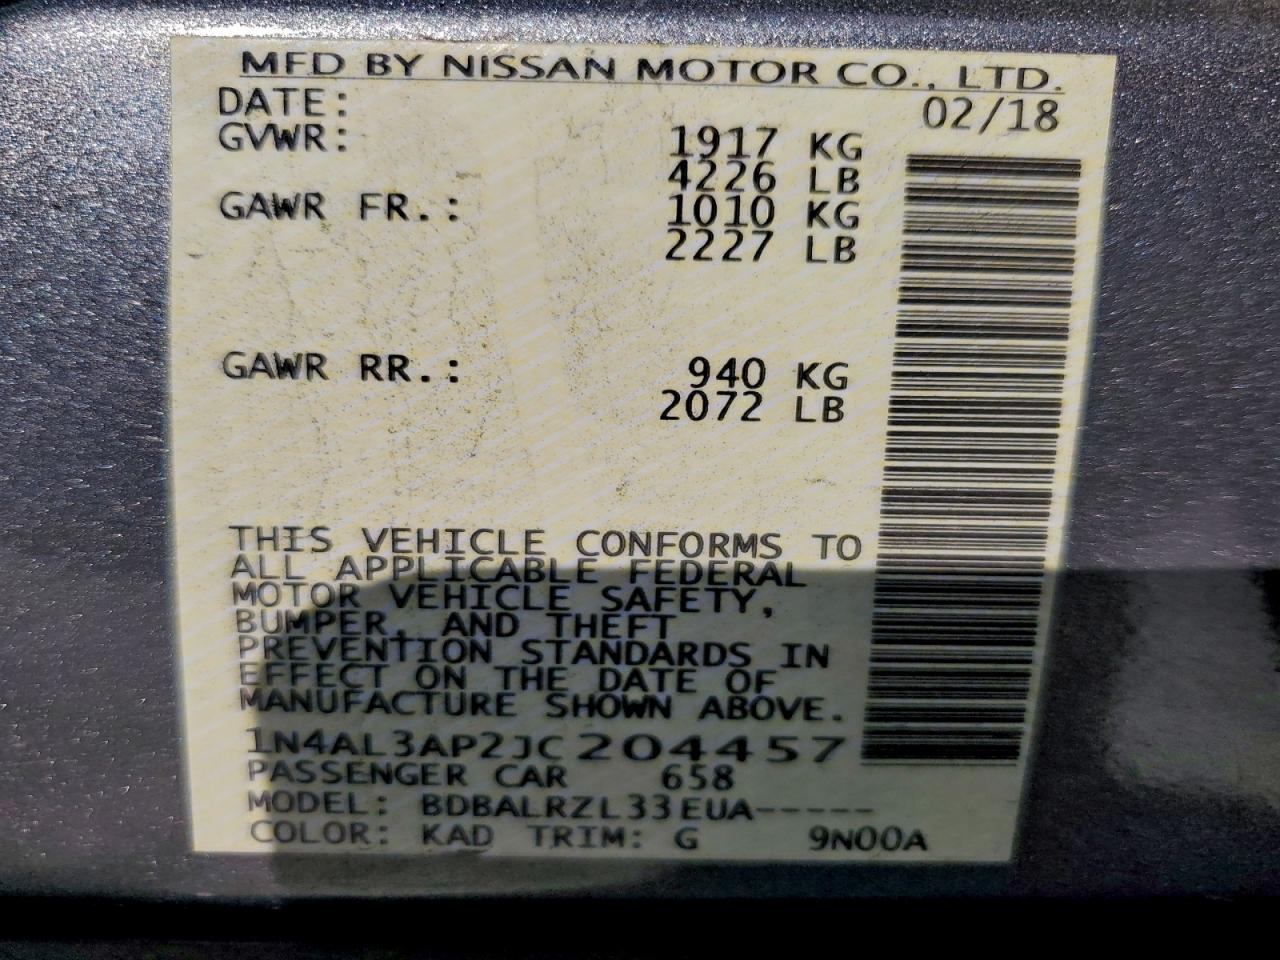 MFD BY NISSAN MOTOR CO., LTD.
DATE: 02/18
GVWR: 1917 KG
4226 LB
GAWR FR.: 1010 KG
2227 LB
GAWR RR.: 940 KG
2072 LB
THIS VEHICLE CONFORMS TO
ALL APPLICABLE FEDERAL
MOTOR VEHICLE SAFETY,
BUMPER, AND THEFT
PREVENTION STANDARDS IN
EFFECT ON THE DATE OF
MANUFACTURE SHOWN ABOVE.
1N4AL3AP2JC204457
PASSENGER CAR 658
MODEL: BDBALRZL33EUA-----
COLOR: KAD TRIM: G 9N00A